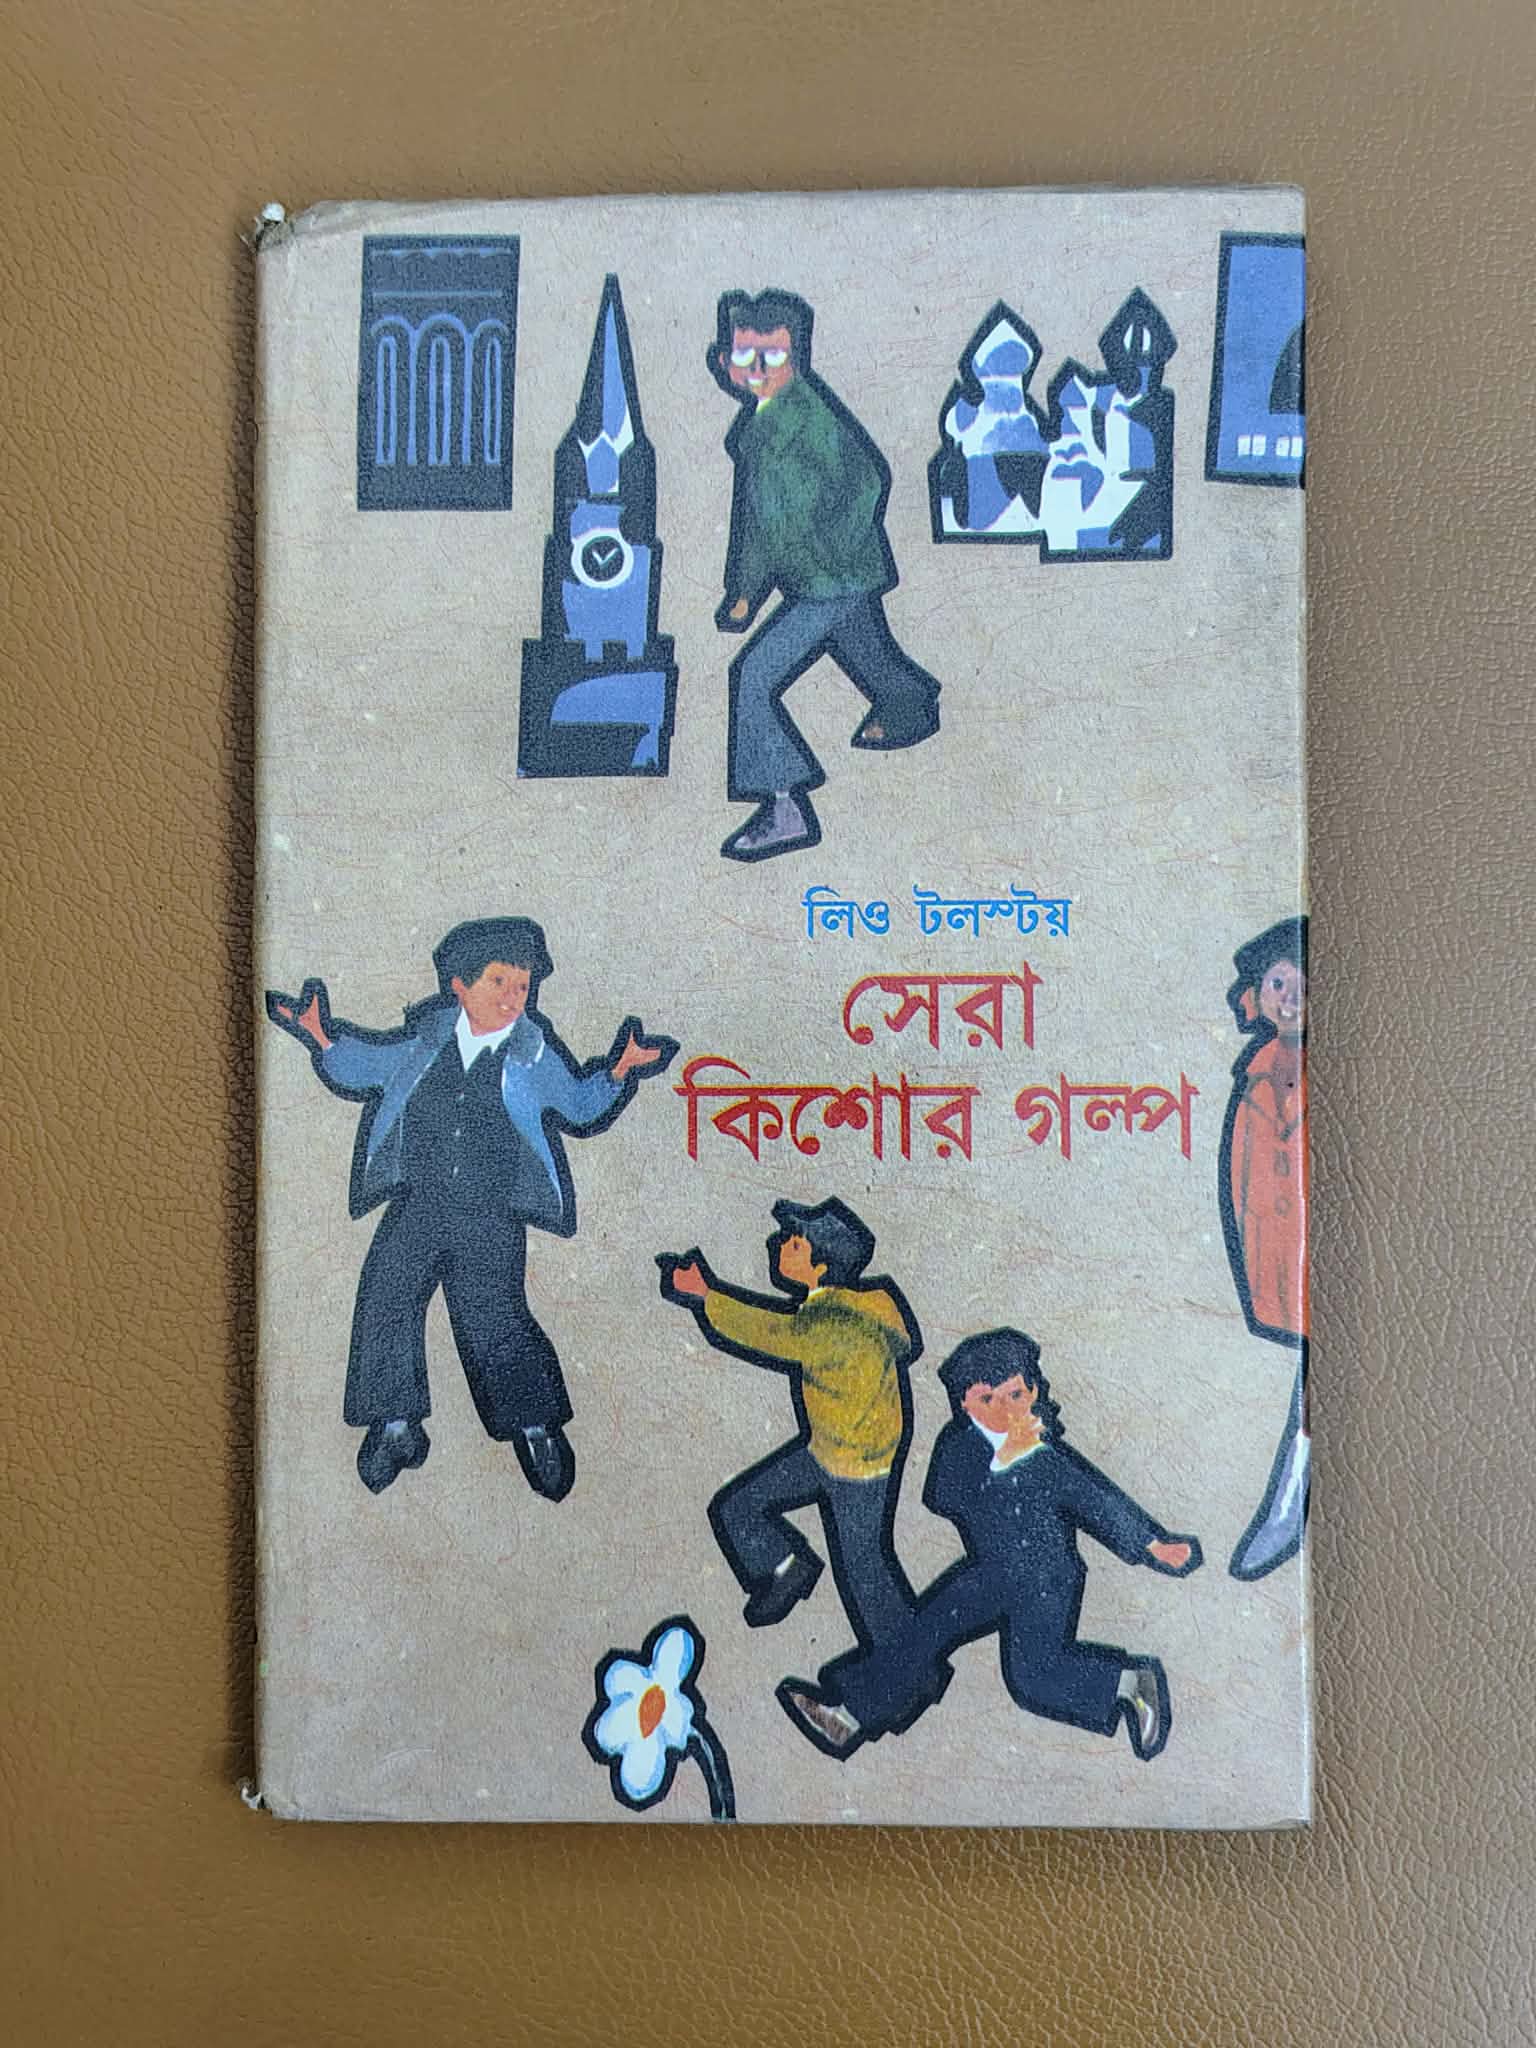 লিও টলস্টয়
সেরা
কিশোর গল্প